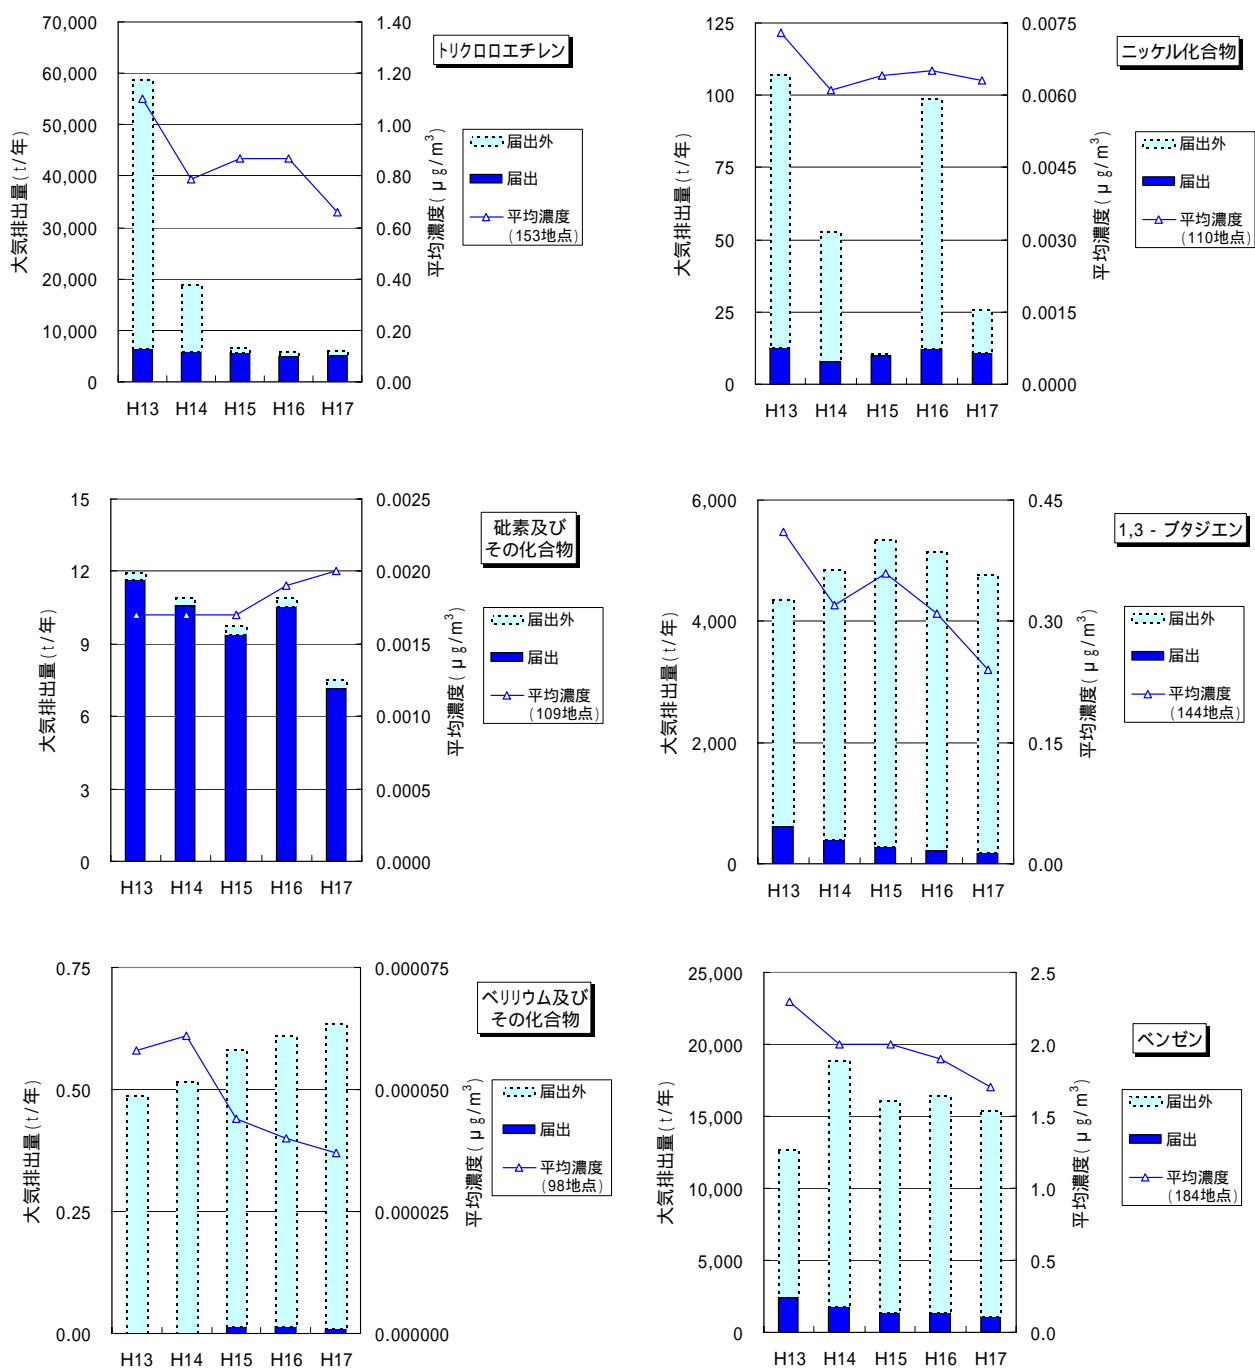 トリクロロエチレン
大気排出量(t/年)
70,000
60,000
50,000
40,000
30,000
20,000
10,000
0
1.40
1.20
1.00
0.80
0.60
0.40
0.20
0.00
平均濃度(μg/m³)
H13 H14 H15 H16 H17
届出外
届出
平均濃度
(153地点)
ニッケル化合物
大気排出量(t/年)
125
100
75
50
25
0
0.0075
0.0060
0.0045
0.0030
0.0015
0.0000
平均濃度(μg/m³)
H13 H14 H15 H16 H17
届出外
届出
平均濃度
(110地点)
砒素及び
その化合物
大気排出量(t/年)
15
12
9
6
3
0
0.0025
0.0020
0.0015
0.0010
0.0005
0.0000
平均濃度(μg/m³)
H13 H14 H15 H16 H17
届出外
届出
平均濃度
(109地点)
1,3-ブタジエン
大気排出量(t/年)
6,000
4,000
2,000
0
0.45
0.30
0.15
0.00
平均濃度(μg/m³)
H13 H14 H15 H16 H17
届出外
届出
平均濃度
(144地点)
ベリリウム及び
その化合物
大気排出量(t/年)
0.75
0.50
0.25
0.00
0.000075
0.000050
0.000025
0.000000
平均濃度(μg/m³)
H13 H14 H15 H16 H17
届出外
届出
平均濃度
(98地点)
ベンゼン
大気排出量(t/年)
25,000
20,000
15,000
10,000
5,000
0
2.5
2.0
1.5
1.0
0.5
0.0
平均濃度(μg/m³)
H13 H14 H15 H16 H17
届出外
届出
平均濃度
(184地点)